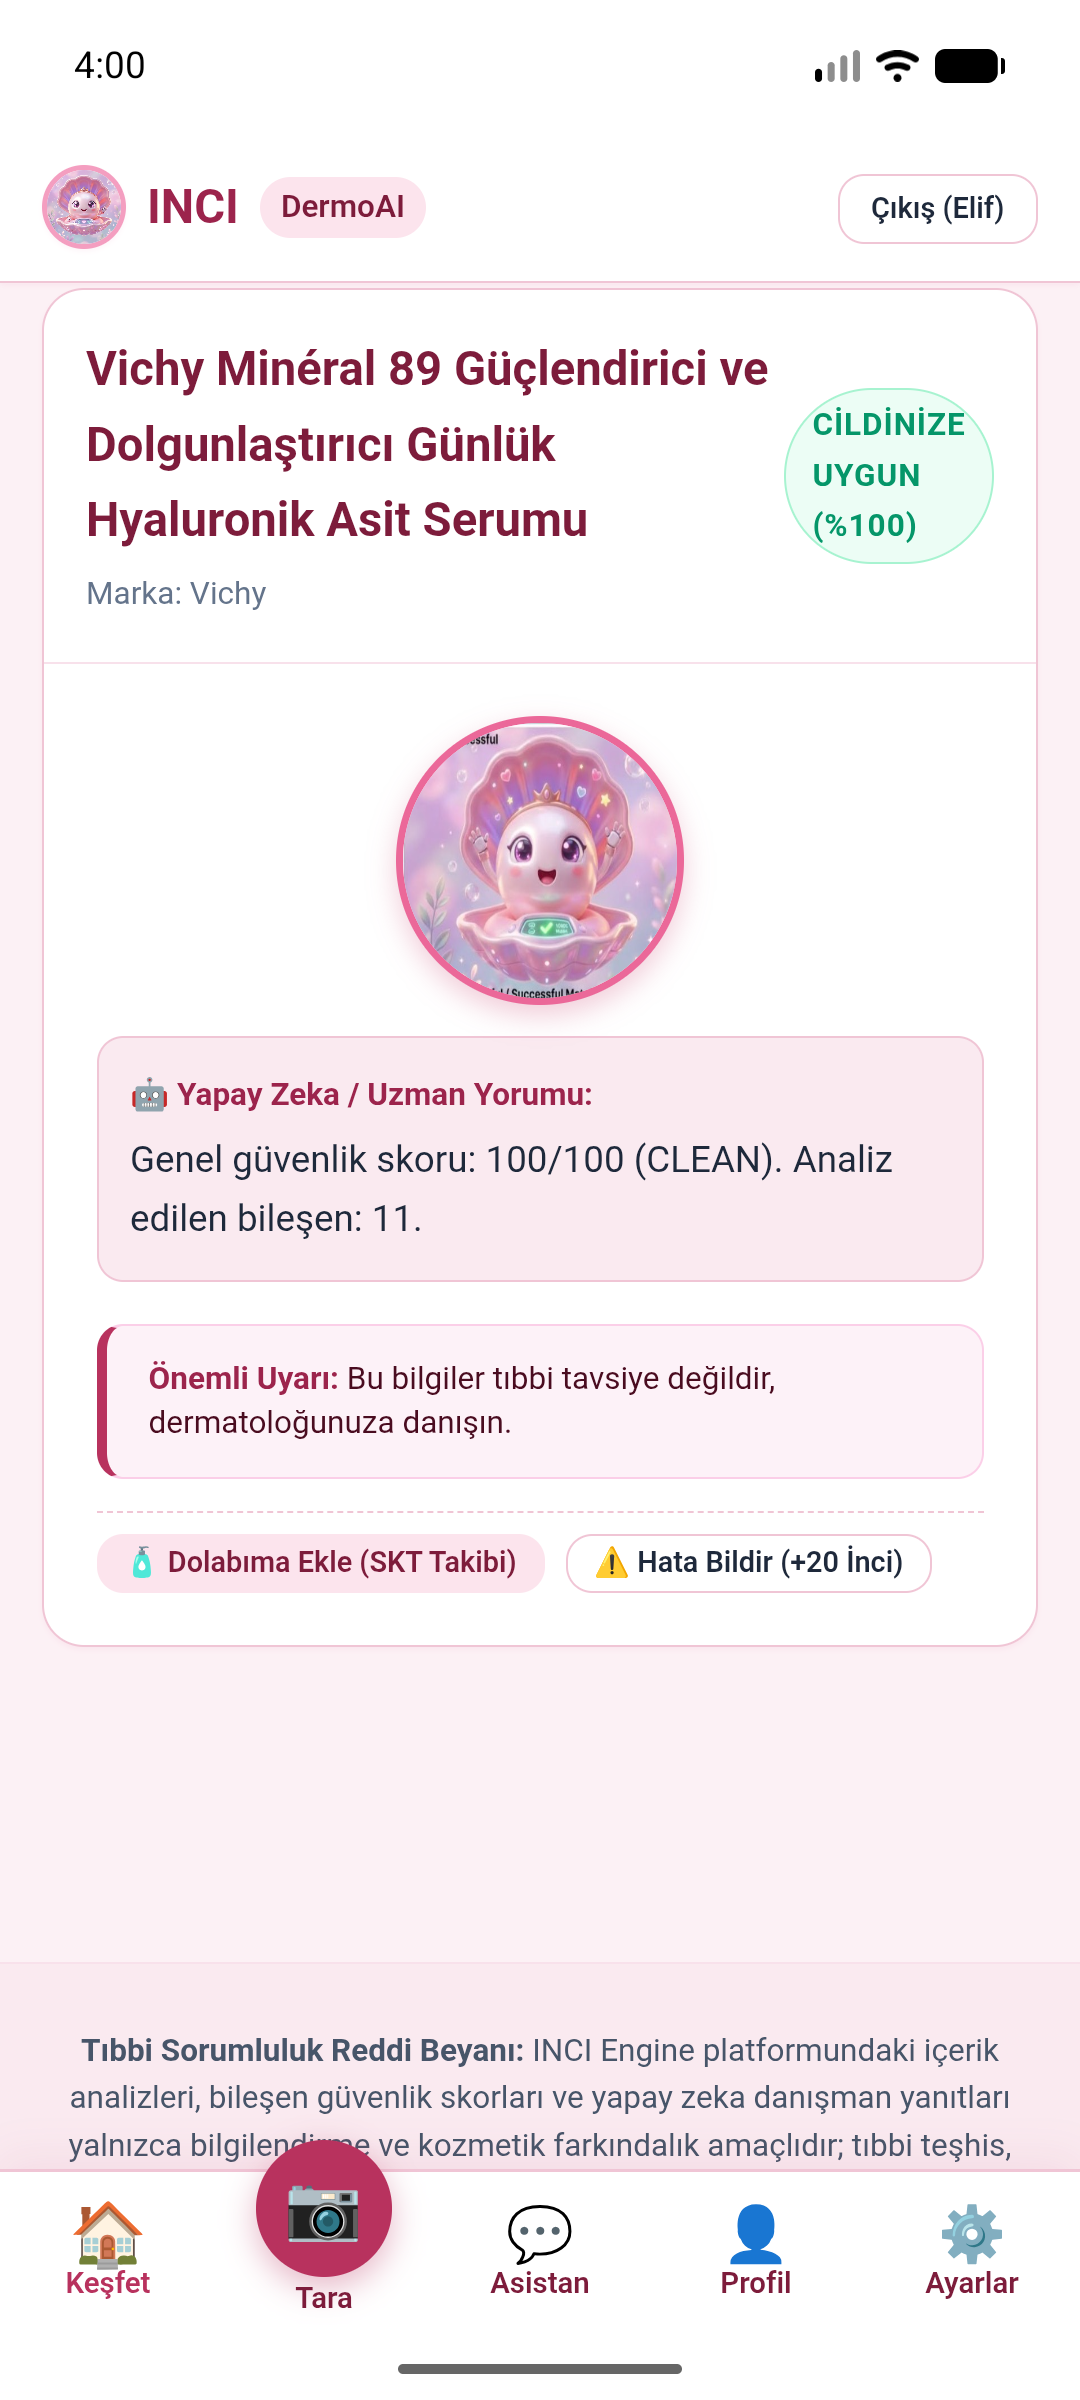 4:00
INCI
DermoAI
Çıkış (Elif)
Vichy Minéral 89 Güçlendirici ve
Dolgunlaştırıcı Günlük
Hyaluronik Asit Serumu
CİLDİNİZE
UYGUN
(%100)
Marka: Vichy
ssful
/ Successful
🤖 Yapay Zeka / Uzman Yorumu:
Genel güvenlik skoru: 100/100 (CLEAN). Analiz
edilen bileşen: 11.
Önemli Uyarı: Bu bilgiler tıbbi tavsiye değildir,
dermatoloğunuza danışın.
🧴 Dolabıma Ekle (SKT Takibi)
⚠️ Hata Bildir (+20 İnci)
Tıbbi Sorumluluk Reddi Beyanı: INCI Engine platformundaki içerik
analizleri, bileşen güvenlik skorları ve yapay zeka danışman yanıtları
yalnızca bilgilendirme ve kozmetik farkındalık amaçlıdır; tıbbi teşhis,
Keşfet
Tara
Asistan
Profil
Ayarlar